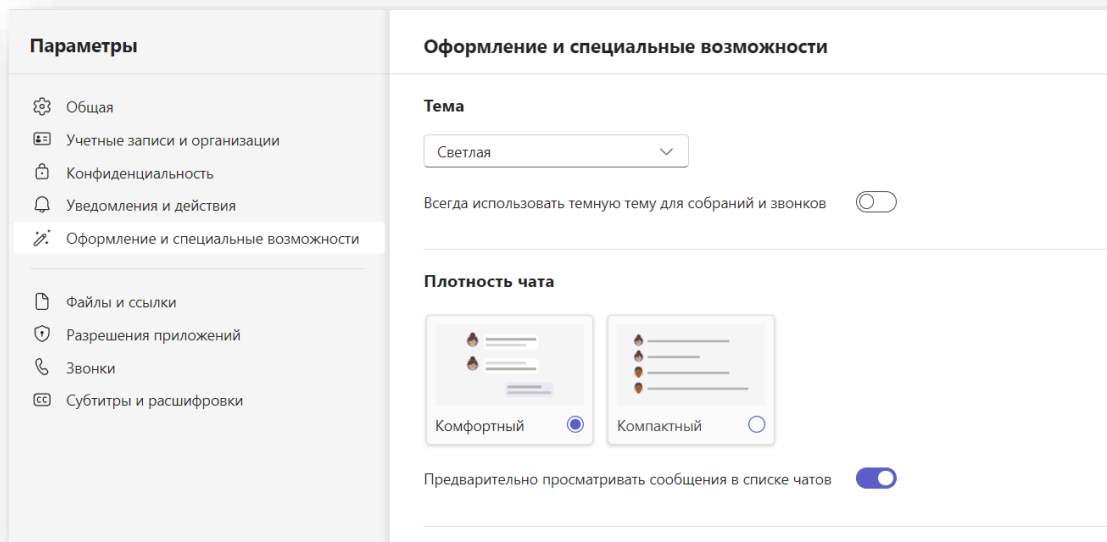 Параметры
Общая
Учетные записи и организации
Конфиденциальность
Уведомления и действия
Оформление и специальные возможности
Файлы и ссылки
Разрешения приложений
Звонки
CC Субтитры и расшифровки
Оформление и специальные возможности
Тема
Светлая
Всегда использовать темную тему для собраний и звонков
Плотность чата
Комфортный
Компактный
Предварительно просматривать сообщения в списке чатов